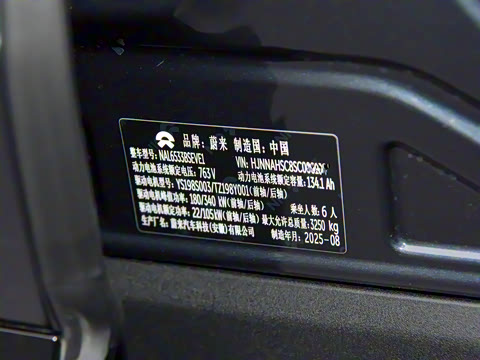 品牌: 蔚来 制造国: 中国
整车型号: NAL6533BSEVE1 VIN: HJNNAHSC8SC
动力电池系统额定电压: 763 V 动力电池系统额定容量: 134.1 Ah
驱动电机型号: YS198S003/TZ198Y001(前轴/后轴)
驱动电机峰值功率: 180/340 kW(前轴/后轴) 乘坐人数: 6 人
驱动电机额定功率: 22/105kW(前轴/后轴) 最大允许总质量: 3250 kg
生产厂名: 蔚来汽车科技(安徽)有限公司 制造年月: 2025-08